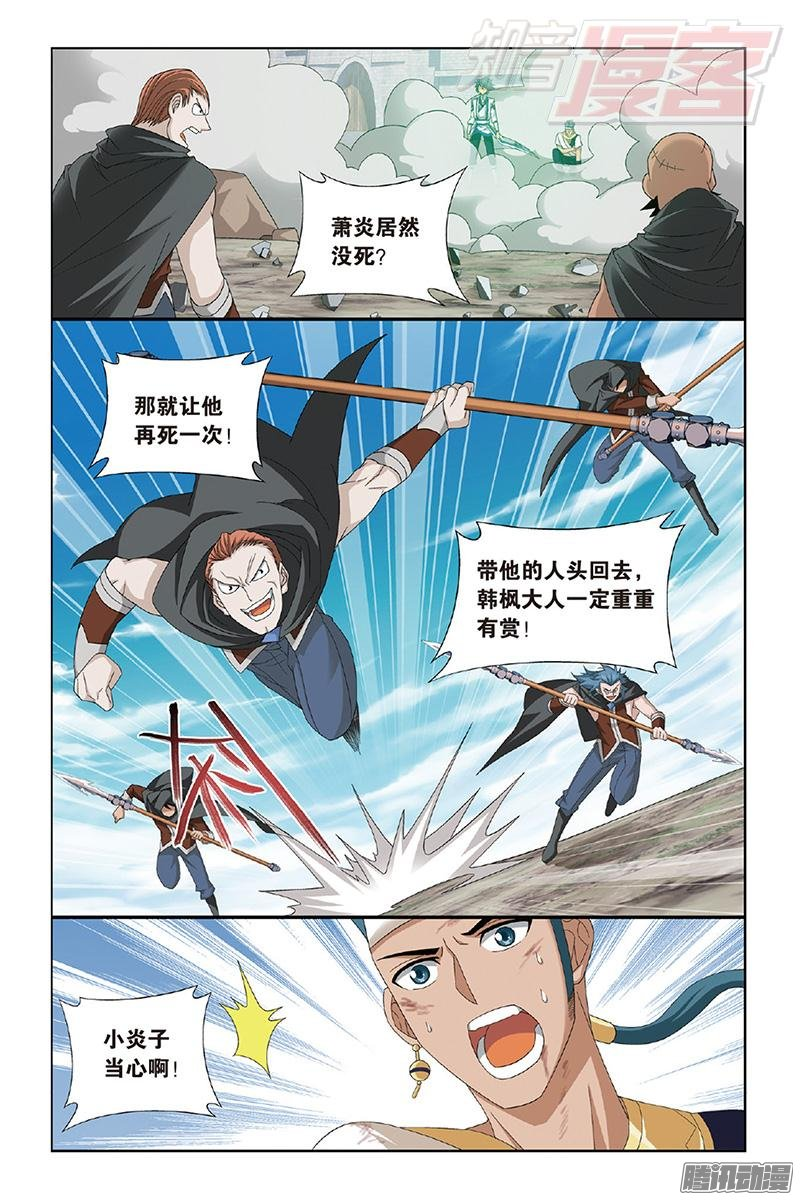 知音
漫客
萧炎居然
没死?
那就让他
再死一次!
带他的人头回去,
韩枫大人一定重重
有赏!
小炎子
当心啊!
腾讯动漫